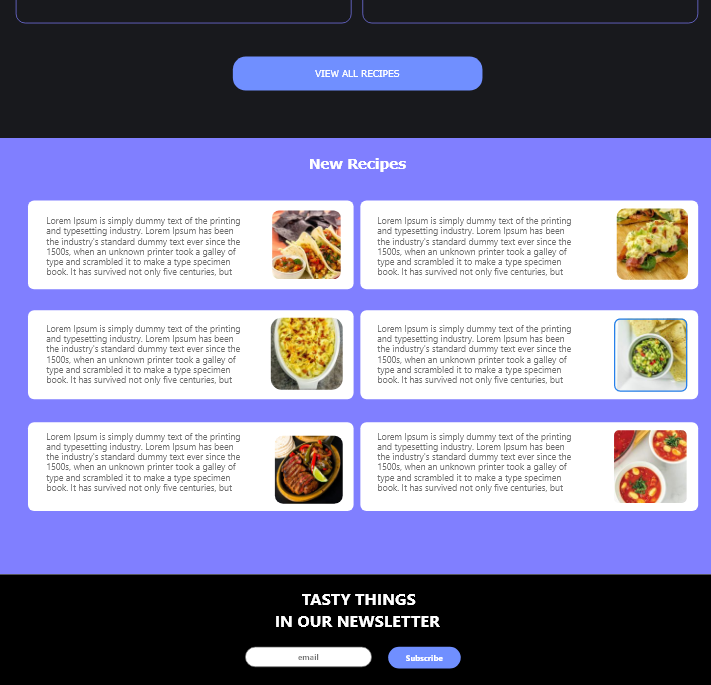 VIEW ALL RECIPES
New Recipes
Lorem Ipsum is simply dummy text of the printing
and typesetting industry. Lorem Ipsum has been
the industry's standard dummy text ever since the
1500s, when an unknown printer took a galley of
type and scrambled it to make a type specimen
book. It has survived not only five centuries, but
Lorem Ipsum is simply dummy text of the printing
and typesetting industry. Lorem Ipsum has been
the industry's standard dummy text ever since the
1500s, when an unknown printer took a galley of
type and scrambled it to make a type specimen
book. It has survived not only five centuries, but
Lorem Ipsum is simply dummy text of the printing
and typesetting industry. Lorem Ipsum has been
the industry's standard dummy text ever since the
1500s, when an unknown printer took a galley of
type and scrambled it to make a type specimen
book. It has survived not only five centuries, but
Lorem Ipsum is simply dummy text of the printing
and typesetting industry. Lorem Ipsum has been
the industry's standard dummy text ever since the
1500s, when an unknown printer took a galley of
type and scrambled it to make a type specimen
book. It has survived not only five centuries, but
Lorem Ipsum is simply dummy text of the printing
and typesetting industry. Lorem Ipsum has been
the industry's standard dummy text ever since the
1500s, when an unknown printer took a galley of
type and scrambled it to make a type specimen
book. It has survived not only five centuries, but
Lorem Ipsum is simply dummy text of the printing
and typesetting industry. Lorem Ipsum has been
the industry's standard dummy text ever since the
1500s, when an unknown printer took a galley of
type and scrambled it to make a type specimen
book. It has survived not only five centuries, but
TASTY THINGS
IN OUR NEWSLETTER
email
Subscribe